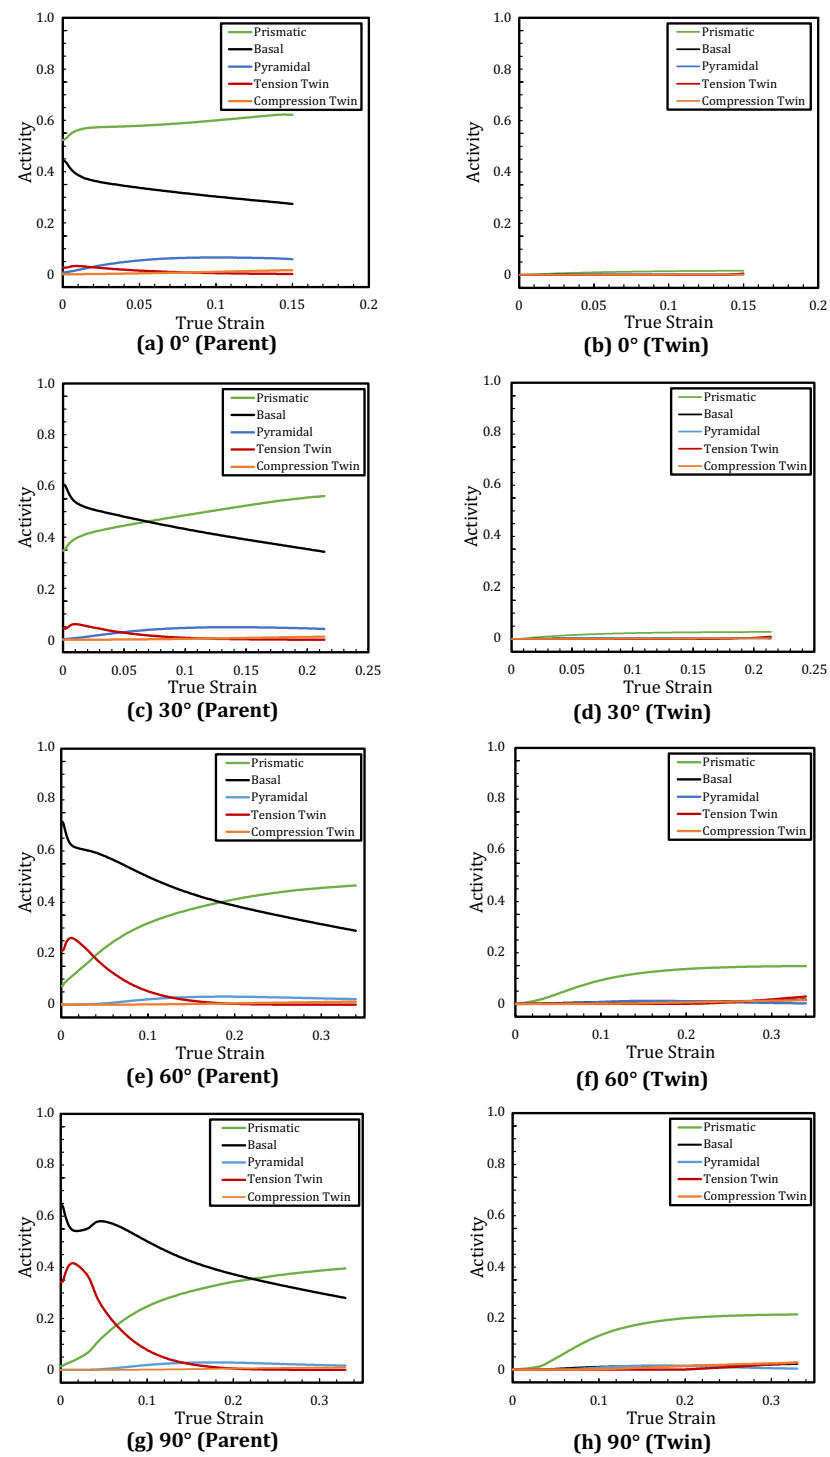 1.0
0.8
0.6
0.4
0.2
0
Activity
Prismatic
Basal
Pyramidal
Tension Twin
Compression Twin
0 0.05 0.1 0.15 0.2
True Strain
(a) 0° (Parent)
1.0
0.8
0.6
0.4
0.2
0
Activity
Prismatic
Basal
Pyramidal
Tension Twin
Compression Twin
0 0.05 0.1 0.15 0.2
True Strain
(b) 0° (Twin)
1.0
0.8
0.6
0.4
0.2
0
Activity
Prismatic
Basal
Pyramidal
Tension Twin
Compression Twin
0 0.05 0.1 0.15 0.2 0.25
True Strain
(c) 30° (Parent)
1.0
0.8
0.6
0.4
0.2
0
Activity
Prismatic
Basal
Pyramidal
Tension Twin
Compression Twin
0 0.05 0.1 0.15 0.2 0.25
True Strain
(d) 30° (Twin)
1.0
0.8
0.6
0.4
0.2
0
Activity
Prismatic
Basal
Pyramidal
Tension Twin
Compression Twin
0 0.1 0.2 0.3
True Strain
(e) 60° (Parent)
1.0
0.8
0.6
0.4
0.2
0
Activity
Prismatic
Basal
Pyramidal
Tension Twin
Compression Twin
0 0.1 0.2 0.3
True Strain
(f) 60° (Twin)
1.0
0.8
0.6
0.4
0.2
0
Activity
Prismatic
Basal
Pyramidal
Tension Twin
Compression Twin
0 0.1 0.2 0.3
True Strain
(g) 90° (Parent)
1.0
0.8
0.6
0.4
0.2
0
Activity
Prismatic
Basal
Pyramidal
Tension Twin
Compression Twin
0 0.1 0.2 0.3
True Strain
(h) 90° (Twin)